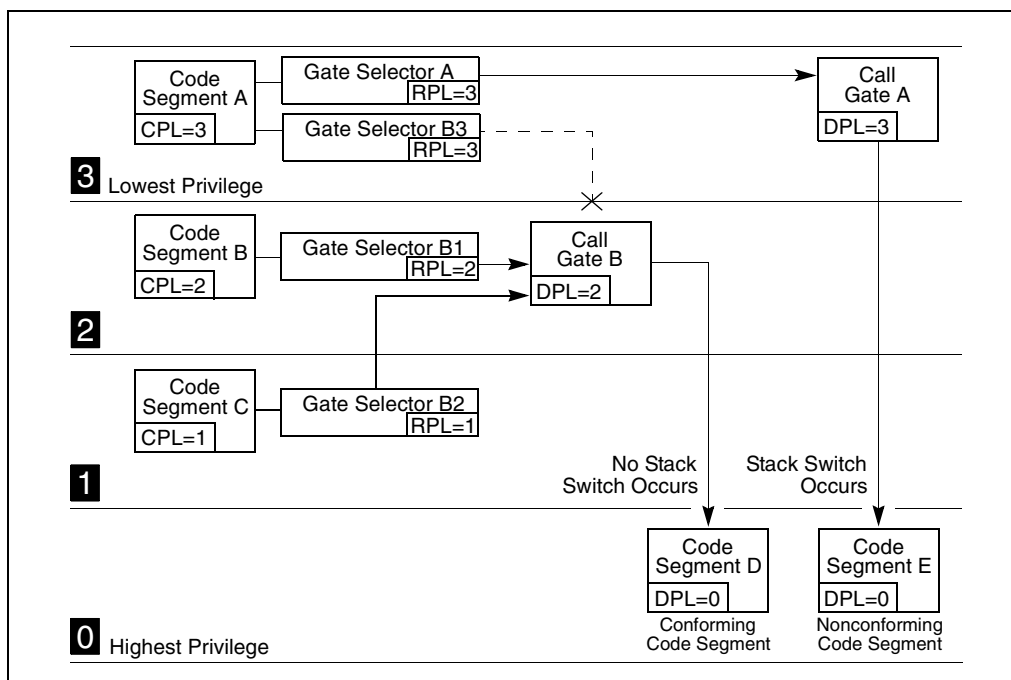 Code
Segment A
CPL=3
Gate Selector A
RPL=3
Gate Selector B3
RPL=3
Call
Gate A
DPL=3
3 Lowest Privilege
Code
Segment B
CPL=2
Gate Selector B1
RPL=2
Call
Gate B
DPL=2
2
Code
Segment C
CPL=1
Gate Selector B2
RPL=1
No Stack
Switch Occurs
Stack Switch
Occurs
1
Code
Segment D
DPL=0
Conforming
Code Segment
Code
Segment E
DPL=0
Nonconforming
Code Segment
0 Highest Privilege